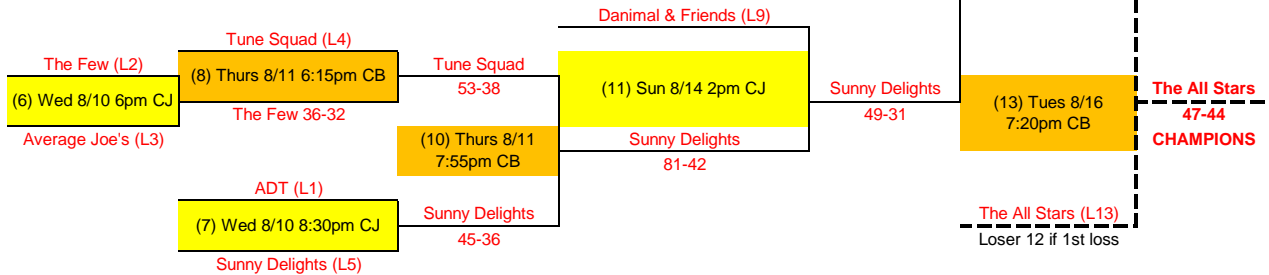 Danimal & Friends (L9)
Tune Squad (L4)
The Few (L2)
(8) Thurs 8/11 6:15pm CB
Tune Squad
53-38
(6) Wed 8/10 6pm CJ
(11) Sun 8/14 2pm CJ
Sunny Delights
49-31
(13) Tues 8/16
7:20pm CB
The All Stars
47-44
CHAMPIONS
The Few 36-32
Average Joe's (L3)
(10) Thurs 8/11
7:55pm CB
Sunny Delights
81-42
ADT (L1)
(7) Wed 8/10 8:30pm CJ
Sunny Delights
45-36
Sunny Delights (L5)
The All Stars (L13)
Loser 12 if 1st loss